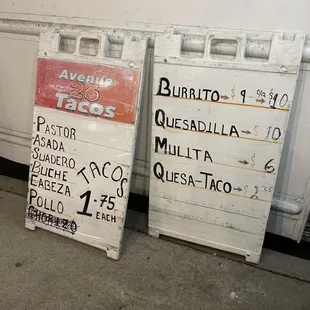 Avenue
26
Tacos
Pastor
Asada
Suadero
Buche
Cabeza
Pollo
Chorizo
Tacos
1.75
Each
Burrito → $9
Quesadilla → $10
Mulita → $6
Quesa-Taco → $